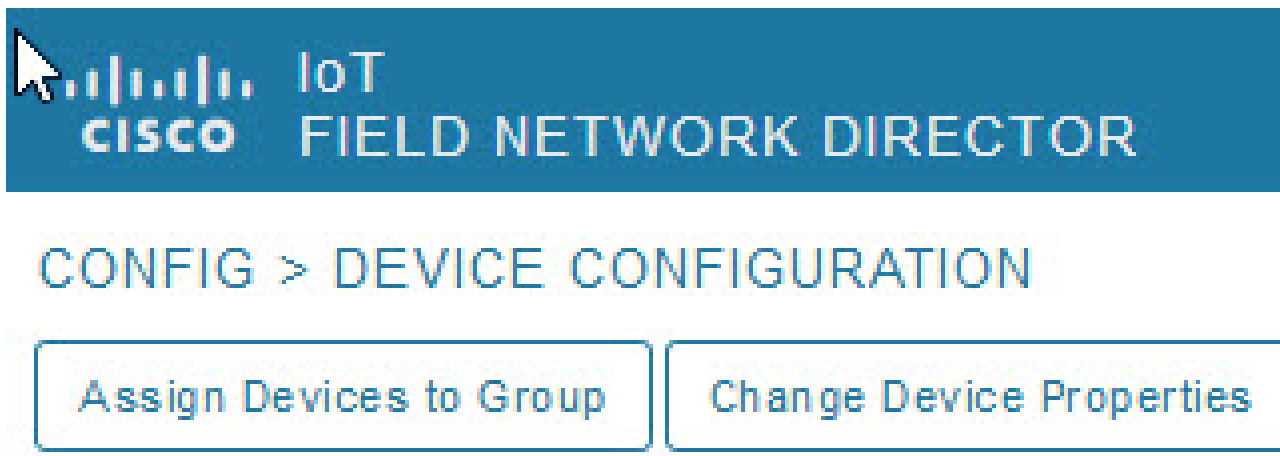 IoT
CISCO
FIELD NETWORK DIRECTOR
CONFIG > DEVICE CONFIGURATION
Assign Devices to Group
Change Device Properties